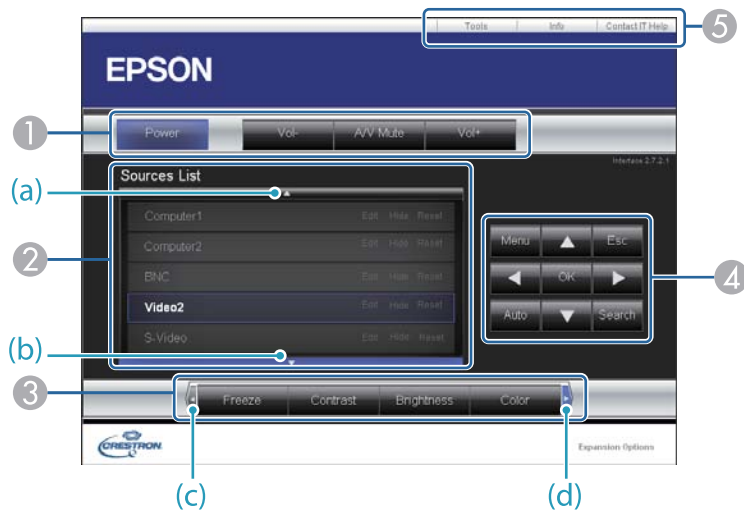 Tools Info Contact IT Help 5
EPSON
1 Power Vol- A/V Mute Vol+
Interface 2.7.2.1
Sources List
(a)
Computer1 Edit Hide Reset
Computer2 Edit Hide Reset
BNC Edit Hide Reset
Video2 Edit Hide Reset
S-Video Edit Hide Reset
2
(b)
Menu Esc
OK
Auto Search
4
3 Freeze Contrast Brightness Color
CRESTRON Expansion Options
(c) (d)